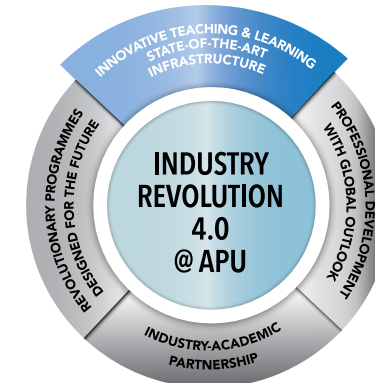 INNOVATIVE TEACHING & LEARNING
STATE-OF-THE-ART
INFRASTRUCTURE
PROFESSIONAL DEVELOPMENT
WITH GLOBAL OUTLOOK
INDUSTRY-ACADEMIC
PARTNERSHIP
REVOLUTIONARY PROGRAMMES
DESIGNED FOR THE FUTURE
INDUSTRY
REVOLUTION
4.0
@ APU